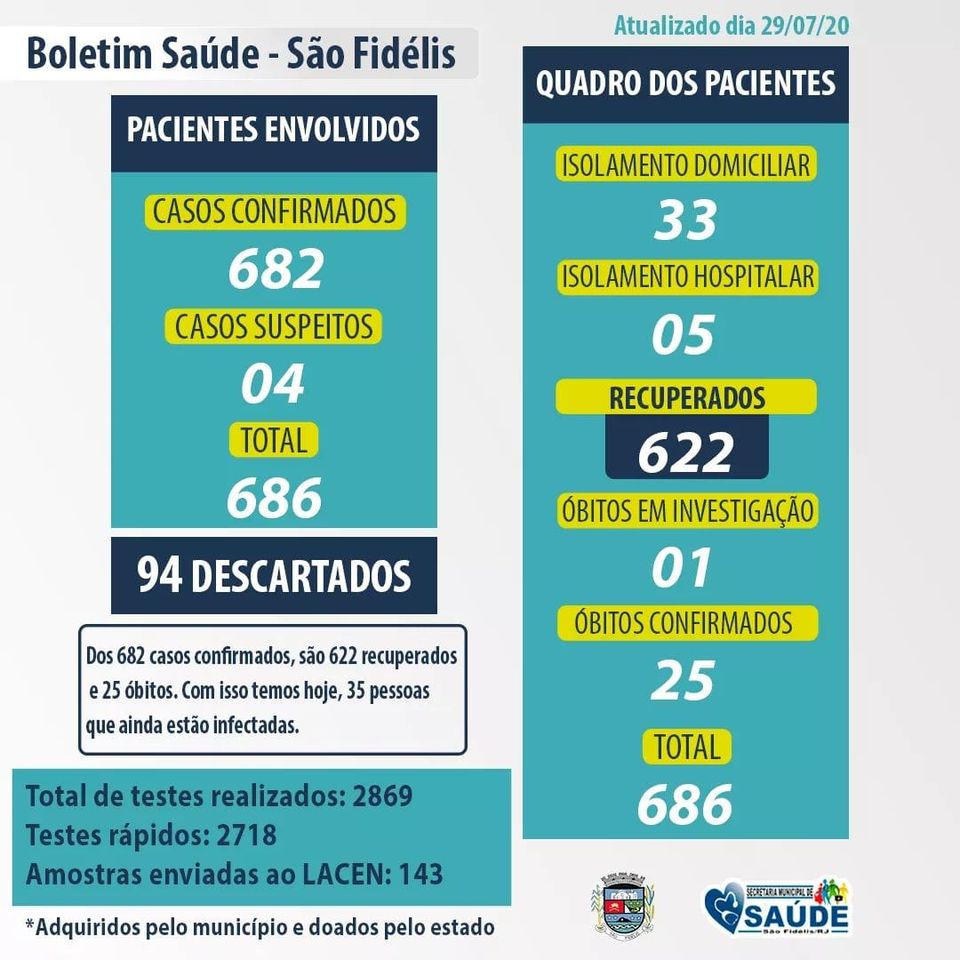 Boletim Saúde - São Fidélis
PACIENTES ENVOLVIDOS
CASOS CONFIRMADOS
682
CASOS SUSPEITOS
04
TOTAL
686
94 DESCARTADOS
Dos 682 casos confirmados, são 622 recuperados
e 25 óbitos. Com isso temos hoje, 35 pessoas
que ainda estão infectadas.
Total de testes realizados: 2869
Testes rápidos: 2718
Amostras enviadas ao LACEN: 143
*Adquiridos pelo município e doados pelo estado
Atualizado dia 29/07/20
QUADRO DOS PACIENTES
ISOLAMENTO DOMICILIAR
33
ISOLAMENTO HOSPITALAR
05
RECUPERADOS
622
ÓBITOS EM INVESTIGAÇÃO
01
ÓBITOS CONFIRMADOS
25
TOTAL
686
SECRETARIA MUNICIPAL DE
SAÚDE
São Fidélis/RJ